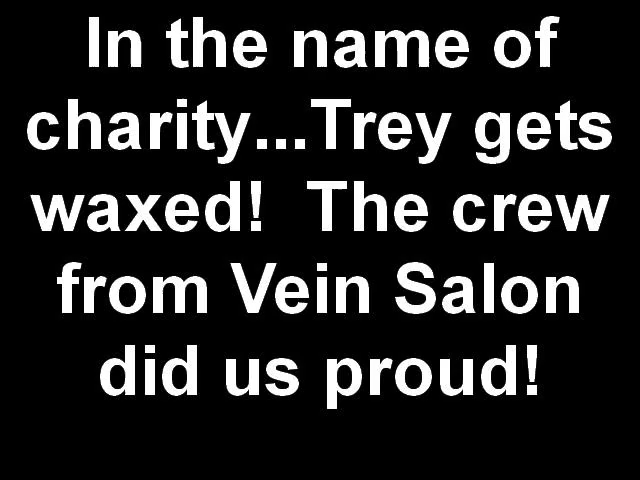 In the name of
charity...Trey gets
waxed!  The crew
from Vein Salon
did us proud!